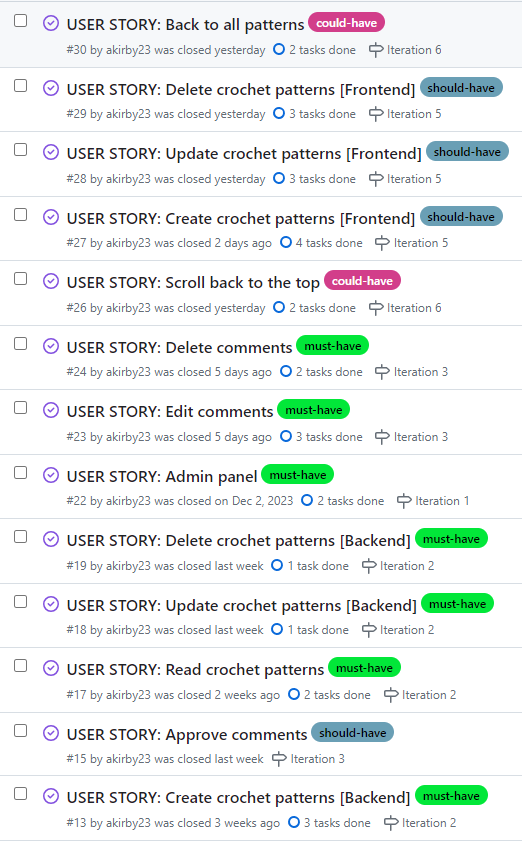 USER STORY: Back to all patterns could-have
#30 by akirby23 was closed yesterday 2 tasks done Iteration 6
USER STORY: Delete crochet patterns [Frontend] should-have
#29 by akirby23 was closed yesterday 3 tasks done Iteration 5
USER STORY: Update crochet patterns [Frontend] should-have
#28 by akirby23 was closed yesterday 3 tasks done Iteration 5
USER STORY: Create crochet patterns [Frontend] should-have
#27 by akirby23 was closed 2 days ago 4 tasks done Iteration 5
USER STORY: Scroll back to the top could-have
#26 by akirby23 was closed yesterday 2 tasks done Iteration 6
USER STORY: Delete comments must-have
#24 by akirby23 was closed 5 days ago 2 tasks done Iteration 3
USER STORY: Edit comments must-have
#23 by akirby23 was closed 5 days ago 3 tasks done Iteration 3
USER STORY: Admin panel must-have
#22 by akirby23 was closed on Dec 2, 2023 2 tasks done Iteration 1
USER STORY: Delete crochet patterns [Backend] must-have
#19 by akirby23 was closed last week 1 task done Iteration 2
USER STORY: Update crochet patterns [Backend] must-have
#18 by akirby23 was closed last week 1 task done Iteration 2
USER STORY: Read crochet patterns must-have
#17 by akirby23 was closed 2 weeks ago 2 tasks done Iteration 2
USER STORY: Approve comments should-have
#15 by akirby23 was closed last week Iteration 3
USER STORY: Create crochet patterns [Backend] must-have
#13 by akirby23 was closed 3 weeks ago 3 tasks done Iteration 2